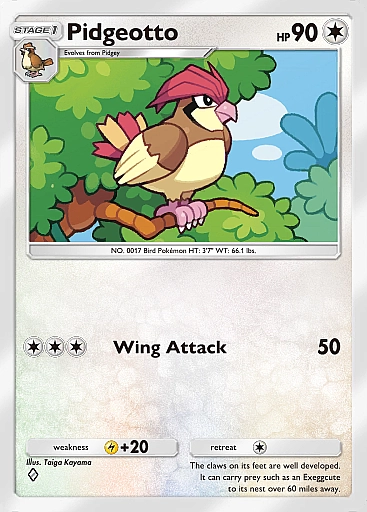 STAGE 1
Pidgeotto
HP 90
Evolves from Pidgey
NO. 0017 Bird Pokémon HT: 3'7" WT: 66.1 lbs.
Wing Attack 50
weakness +20
retreat
Illus. Taiga Kayama
The claws on its feet are well developed.
It can carry prey such as an Exeggcute
to its nest over 60 miles away.